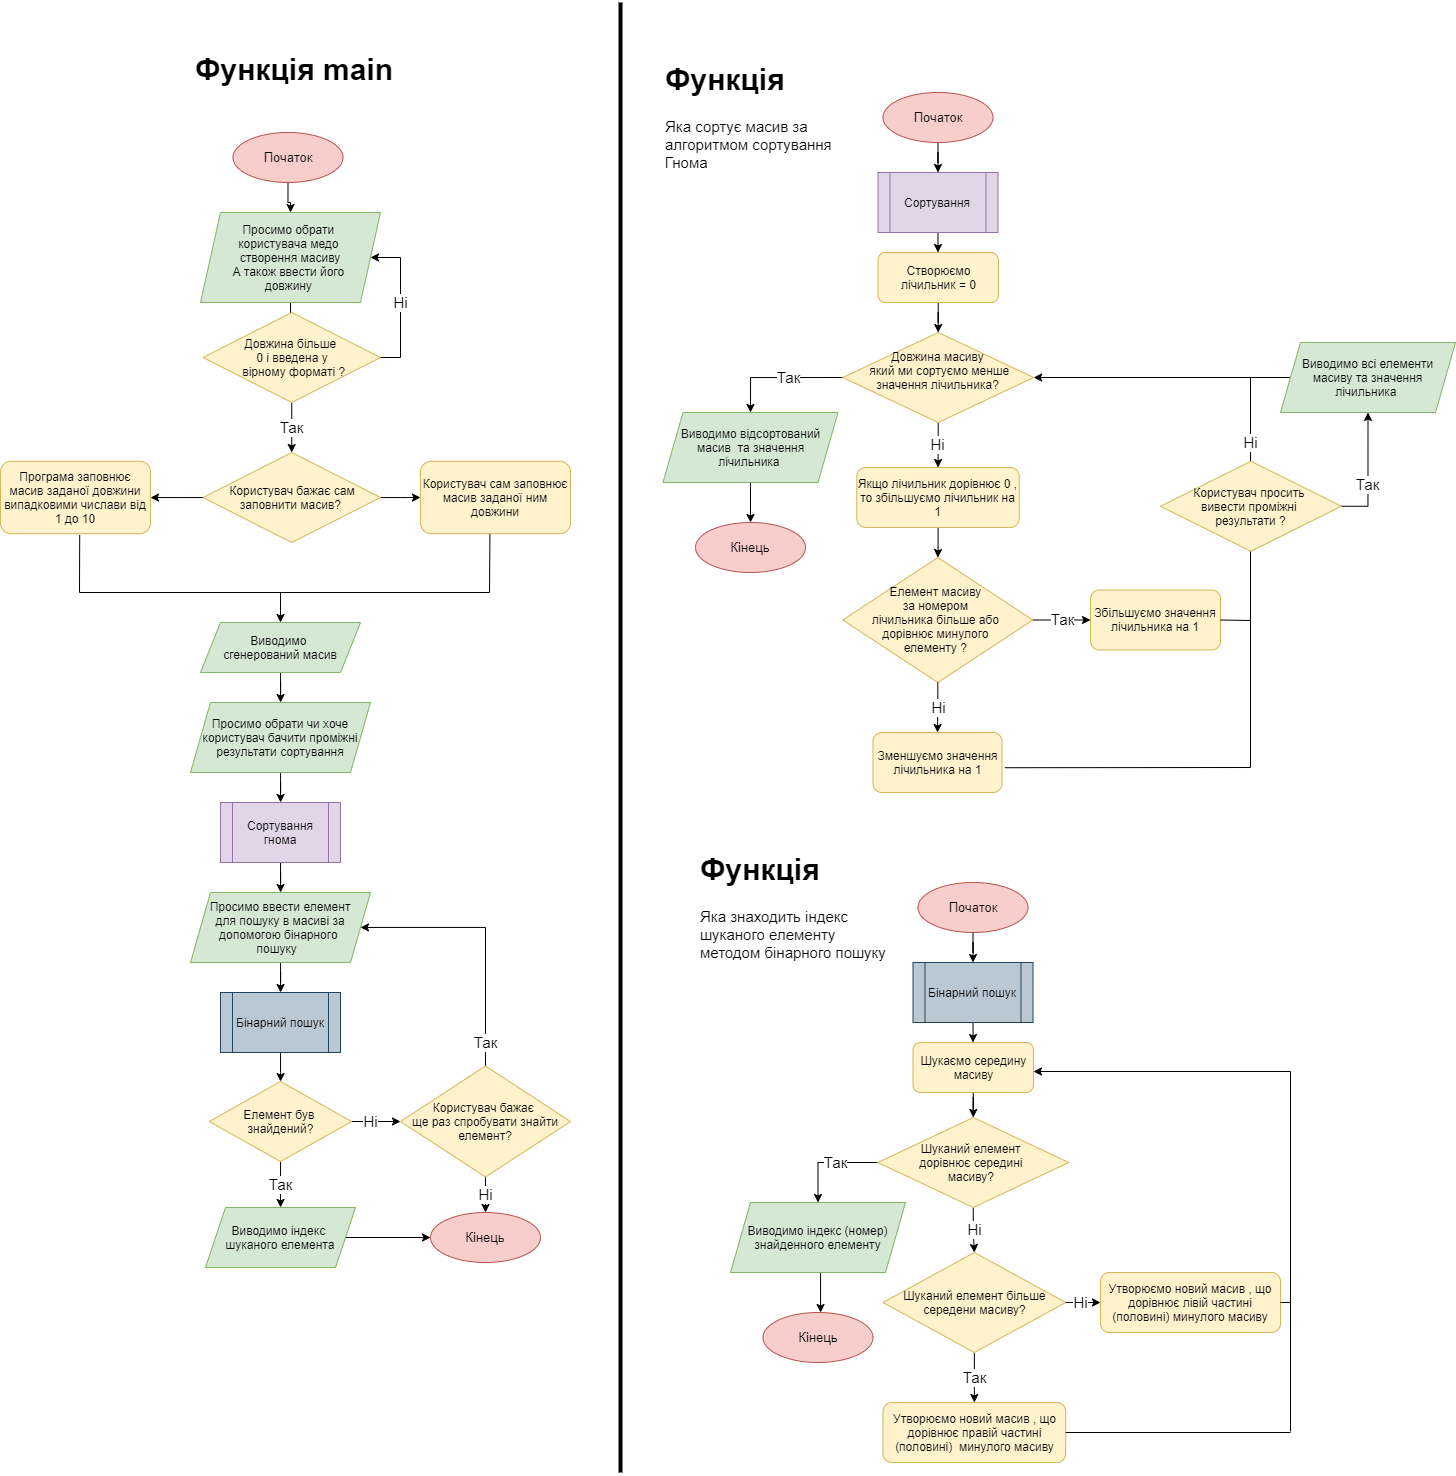 Функція main
Початок
Просимо обрати
користувача медо
створення масиву
А також ввести його
довжину
Ні
Довжина більше
0 і введена у
вірному форматі ?
Так
Програма заповнює
масив заданої довжини
випадковими числави від
1 до 10
Користувач бажає сам
заповнити масив?
Користувач сам заповнює
масив заданої ним
довжини
Виводимо
сгенерований масив
Просимо обрати чи хоче
користувач бачити проміжні
результати сортування
Сортування
гнома
Просимо ввести елемент
для пошуку в масиві за
допомогою бінарного
пошуку
Бінарний пошук
Так
Елемент був
знайдений?
Ні
Користувач бажає
ще раз спробувати знайти
елемент?
Так
Ні
Виводимо індекс
шуканого елемента
Кінець
Функція
Яка сортує масив за
алгоритмом сортування
Гнома
Початок
Сортування
Створюємо
лічильник = 0
Довжина масиву
який ми сортуємо менше
значення лічильника?
Так
Виводимо відсортований
масив  та значення
лічильника
Кінець
Ні
Якщо лічильник дорівнює 0 ,
то збільшуємо лічильник на
1
Елемент масиву
за номером
лічильника більше або
дорівнює минулого
елементу ?
Так
Збільшуємо значення
лічильника на 1
Ні
Зменшуємо значення
лічильника на 1
Виводимо всі елементи
масиву та значення
лічильника
Ні
Так
Користувач просить
вивести проміжні
результати ?
Функція
Яка знаходить індекс
шуканого елементу
методом бінарного пошуку
Початок
Бінарний пошук
Шукаємо середину
масиву
Шуканий елемент
дорівнює середині
масиву?
Так
Виводимо індекс (номер)
знайденного елементу
Кінець
Ні
Шуканий елемент більше
середени масиву?
Ні
Утворюємо новий масив , що
дорівнює лівій частині
(половині) минулого масиву
Так
Утворюємо новий масив , що
дорівнює правій частині
(половині)  минулого масиву